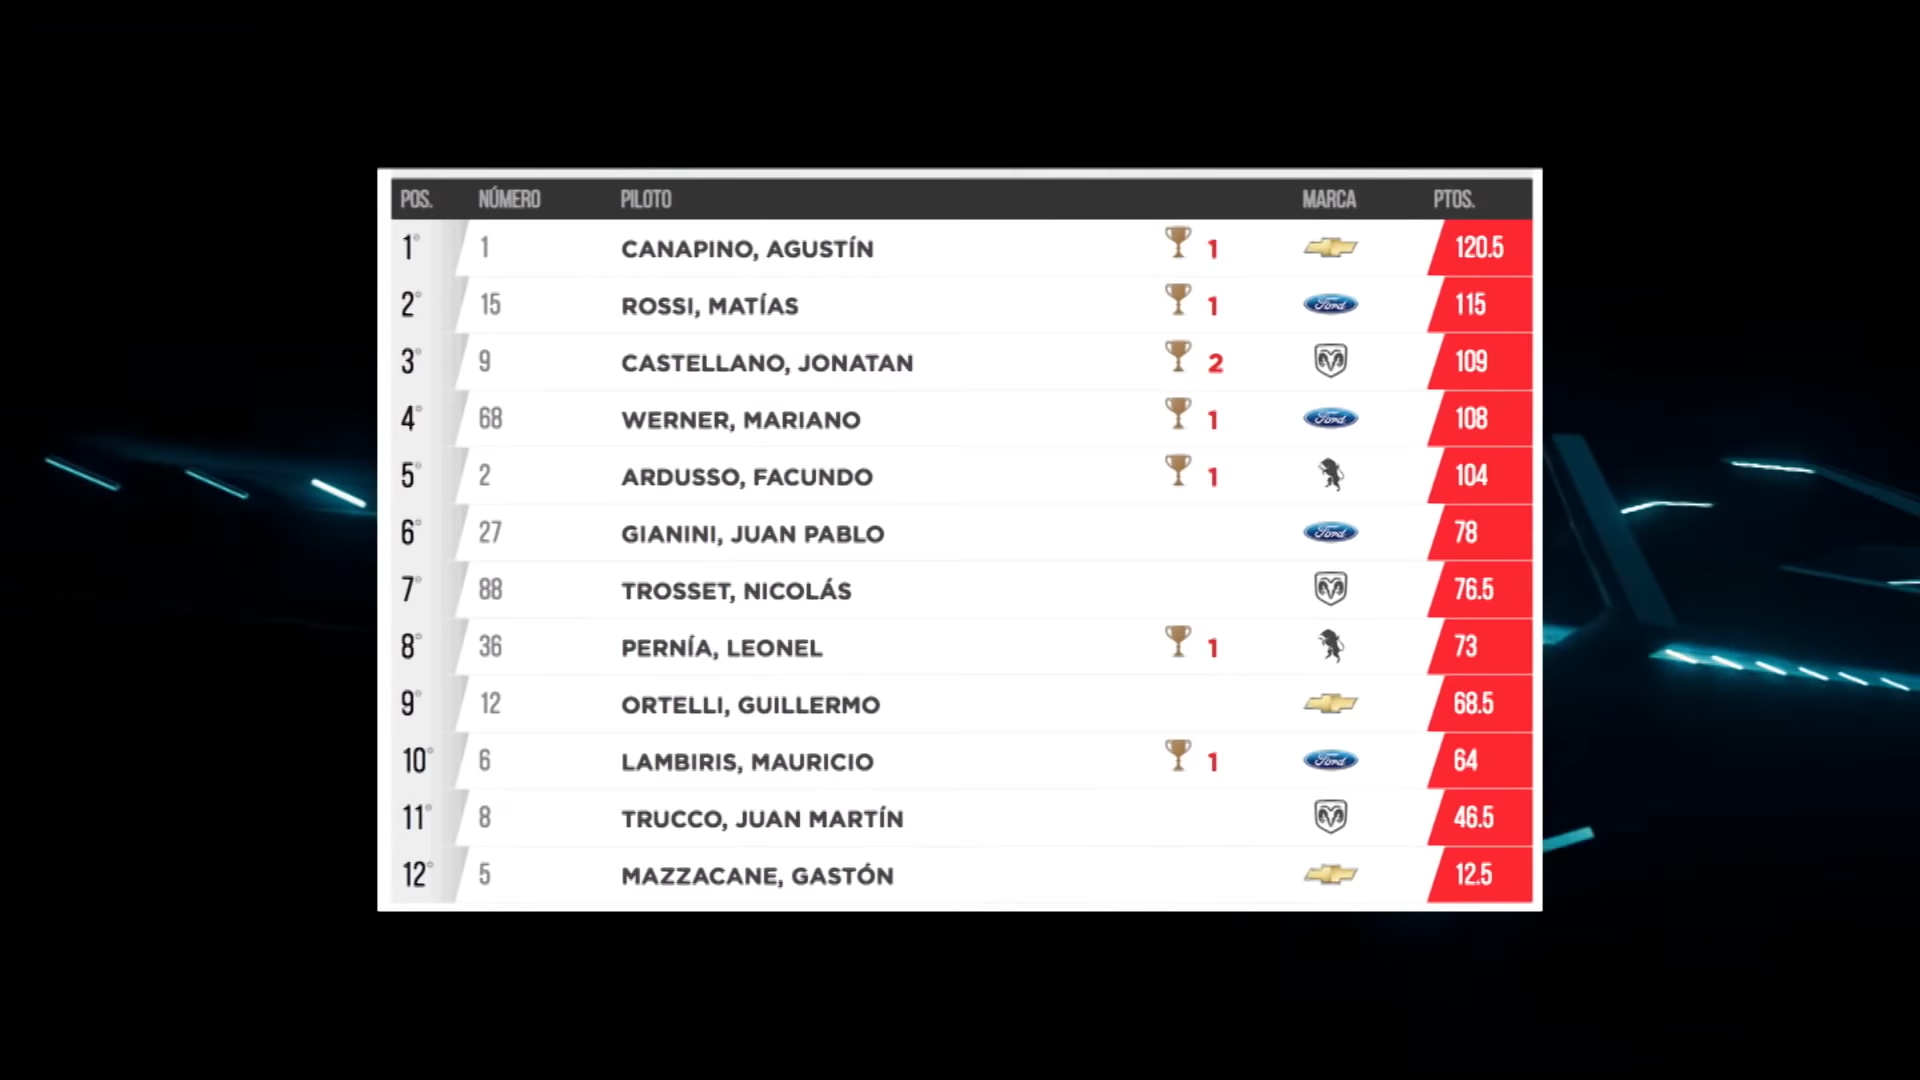 POS. NÚMERO PILOTO MARCA PTOS.
1° 1 CANAPINO, AGUSTÍN 1 120.5
2° 15 ROSSI, MATÍAS 1 Ford 115
3° 9 CASTELLANO, JONATAN 2 109
4° 68 WERNER, MARIANO 1 Ford 108
5° 2 ARDUSSO, FACUNDO 1 104
6° 27 GIANINI, JUAN PABLO Ford 78
7° 88 TROSSET, NICOLÁS 76.5
8° 36 PERNÍA, LEONEL 1 73
9° 12 ORTELLI, GUILLERMO 68.5
10° 6 LAMBIRIS, MAURICIO 1 Ford 64
11° 8 TRUCCO, JUAN MARTÍN 46.5
12° 5 MAZZACANE, GASTÓN 12.5